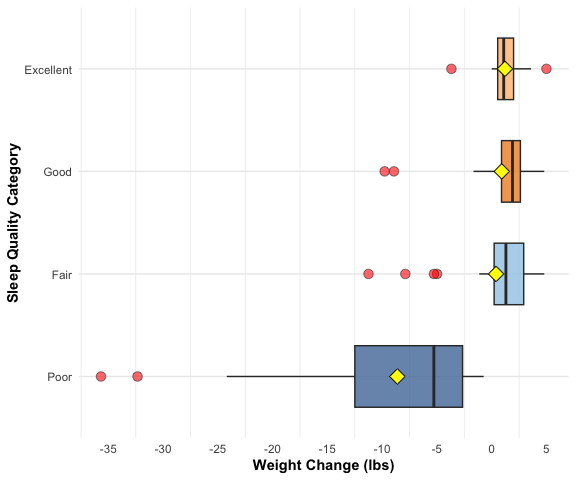 Excellent
Good
Fair
Poor
Sleep Quality Category
-35 -30 -25 -20 -15 -10 -5 0 5
Weight Change (lbs)